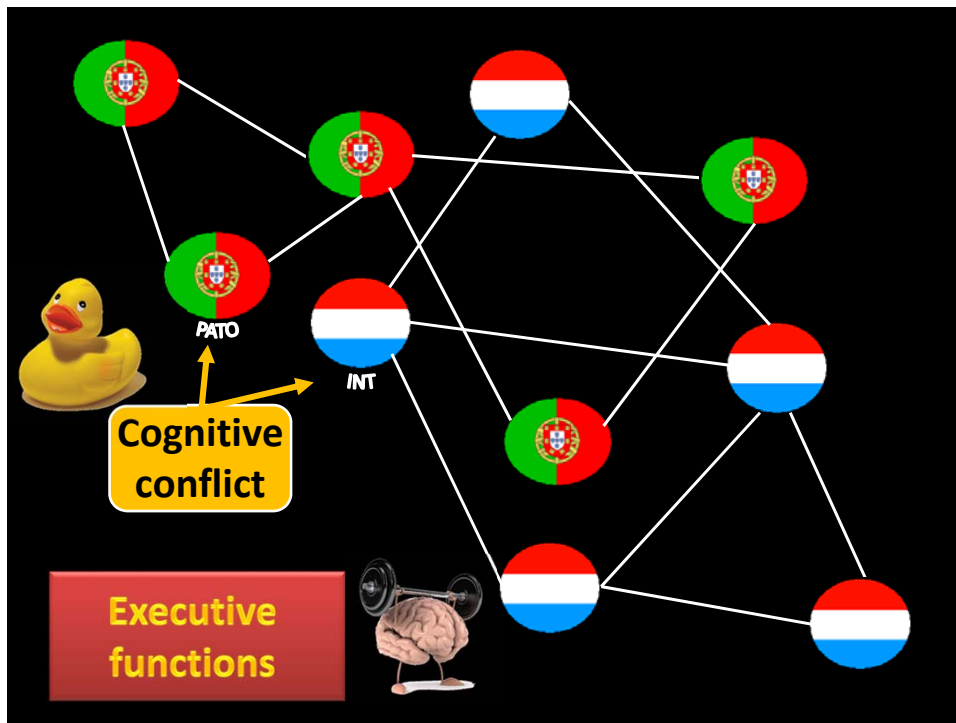 PATO
INT
Cognitive
conflict
Executive
functions